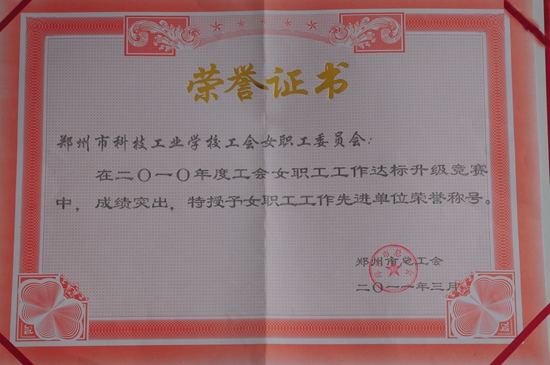 荣誉证书
郑州市科技工业学校工会女职工委员会：
在二〇一〇年度工会女职工工作达标升级竞赛
中，成绩突出，特授予女职工工作先进单位荣誉称号。
郑州市总工会
二〇一一年三月